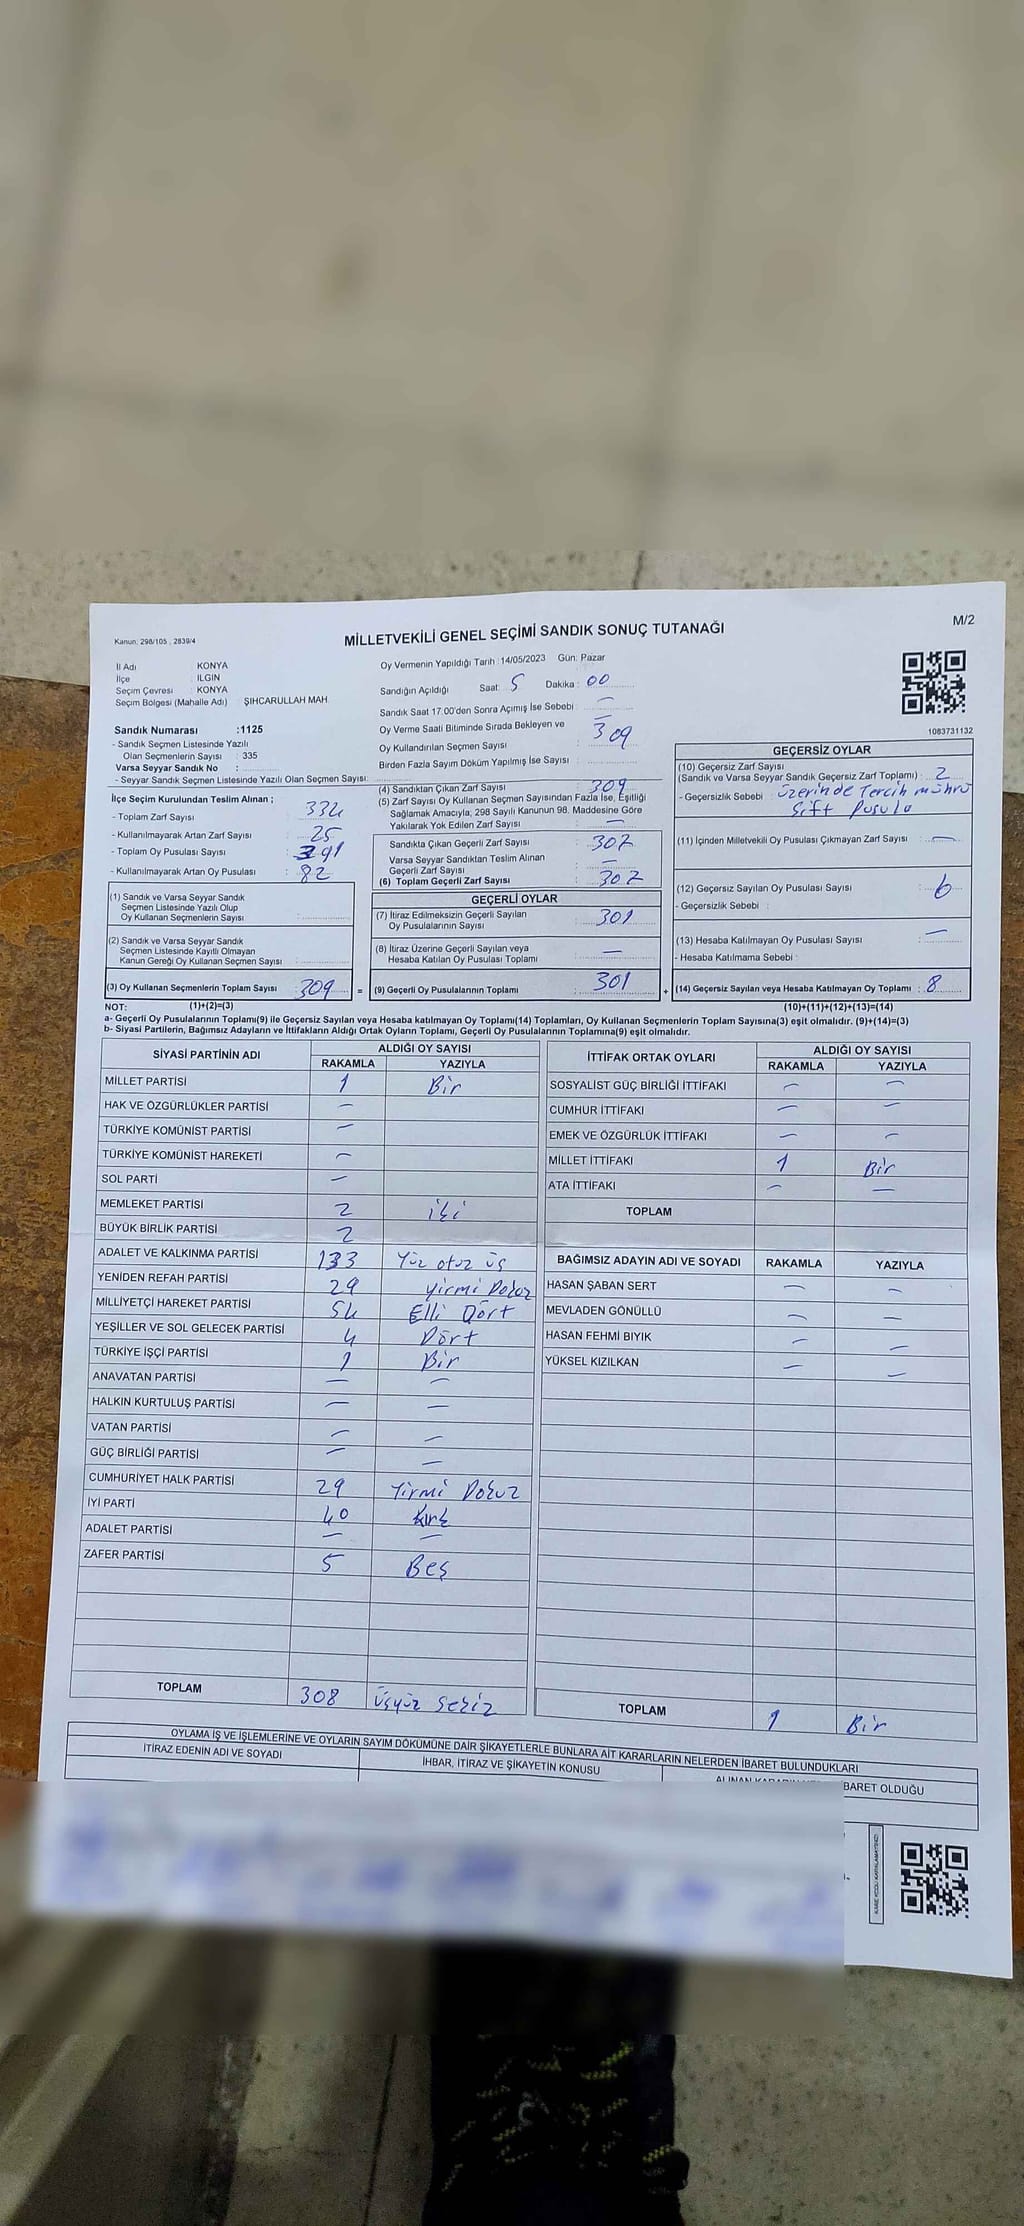 M/2
Kanun: 298/105 , 2839/4
MİLLETVEKİLİ GENEL SEÇİMİ SANDIK SONUÇ TUTANAĞI
İl Adı : KONYA
İlçe : ILGIN
Seçim Çevresi : KONYA
Seçim Bölgesi (Mahalle Adı) ŞIHCARULLAH MAH
Sandık Numarası :1125
- Sandık Seçmen Listesinde Yazılı
Olan Seçmenlerin Sayısı : 335
Varsa Seyyar Sandık No :
- Seyyar Sandık Seçmen Listesinde Yazılı Olan Seçmen Sayısı:
Oy Vermenin Yapıldığı Tarih :14/05/2023 Gün: Pazar
Sandığın Açıldığı Saat: 5 Dakika : 00
Sandık Saat 17:00'den Sonra Açımış İse Sebebi : —
Oy Verme Saati Bitiminde Sırada Bekleyen ve —
Oy Kullandırılan Seçmen Sayısı : 309
Birden Fazla Sayım Döküm Yapılmış İse Sayısı :
1083731132
İlçe Seçim Kurulundan Teslim Alınan ;
- Toplam Zarf Sayısı : 334
- Kullanılmayarak Artan Zarf Sayısı : 25
- Toplam Oy Pusulası Sayısı : 391
- Kullanılmayarak Artan Oy Pusulası : 82
(1) Sandık ve Varsa Seyyar Sandık
Seçmen Listesinde Yazılı Olup
Oy Kullanan Seçmenlerin Sayısı :
(2) Sandık ve Varsa Seyyar Sandık
Seçmen Listesinde Kayıtlı Olmayan
Kanun Gereği Oy Kullanan Seçmen Sayısı :
(3) Oy Kullanan Seçmenlerin Toplam Sayısı : 309 =
(4) Sandıktan Çıkan Zarf Sayısı : 309
(5) Zarf Sayısı Oy Kullanan Seçmen Sayısından Fazla İse, Eşitliği
Sağlamak Amacıyla; 298 Sayılı Kanunun 98. Maddesine Göre
Yakılarak Yok Edilen Zarf Sayısı : —
Sandıkta Çıkan Geçerli Zarf Sayısı : 307
Varsa Seyyar Sandıktan Teslim Alınan —
Geçerli Zarf Sayısı :
(6) Toplam Geçerli Zarf Sayısı : 307
GEÇERLİ OYLAR
(7) İtiraz Edilmeksizin Geçerli Sayılan
Oy Pusulalarının Sayısı : 301
(8) İtiraz Üzerine Geçerli Sayılan veya
Hesaba Katılan Oy Pusulası Toplamı : —
(9) Geçerli Oy Pusulalarının Toplamı : 301 +
GEÇERSİZ OYLAR
(10) Geçersiz Zarf Sayısı
(Sandık ve Varsa Seyyar Sandık Geçersiz Zarf Toplamı) : 2
- Geçersizlik Sebebi : Üzerinde Tercih mührü
Çift Pusula
(11) İçinden Milletvekili Oy Pusulası Çıkmayan Zarf Sayısı : —
(12) Geçersiz Sayılan Oy Pusulası Sayısı : 6
- Geçersizlik Sebebi :
(13) Hesaba Katılmayan Oy Pusulası Sayısı : —
- Hesaba Katılmama Sebebi :
(14) Geçersiz Sayılan veya Hesaba Katılmayan Oy Toplamı : 8
NOT: (1)+(2)=(3) (10)+(11)+(12)+(13)=(14)
a- Geçerli Oy Pusulalarının Toplamı(9) ile Geçersiz Sayılan veya Hesaba katılmayan Oy Toplamı(14) Toplamları, Oy Kullanan Seçmenlerin Toplam Sayısına(3) eşit olmalıdır. (9)+(14)=(3)
b- Siyasi Partilerin, Bağımsız Adayların ve İttifakların Aldığı Ortak Oyların Toplamı, Geçerli Oy Pusulalarının Toplamına(9) eşit olmalıdır.
SİYASİ PARTİNİN ADI ALDIĞI OY SAYISI
RAKAMLA YAZIYLA
MİLLET PARTİSİ 1 Bir
HAK VE ÖZGÜRLÜKLER PARTİSİ —
TÜRKİYE KOMÜNİST PARTİSİ —
TÜRKİYE KOMÜNİST HAREKETİ —
SOL PARTİ —
MEMLEKET PARTİSİ 2 iki
BÜYÜK BİRLİK PARTİSİ 2
ADALET VE KALKINMA PARTİSİ 133 Yüz otuz üç
YENİDEN REFAH PARTİSİ 29 yirmi Dokuz
MİLLİYETÇİ HAREKET PARTİSİ 54 Elli Dört
YEŞİLLER VE SOL GELECEK PARTİSİ 4 Dört
TÜRKİYE İŞÇİ PARTİSİ 1 Bir
ANAVATAN PARTİSİ — —
HALKIN KURTULUŞ PARTİSİ — —
VATAN PARTİSİ — —
GÜÇ BİRLİĞİ PARTİSİ — —
CUMHURİYET HALK PARTİSİ 29 Yirmi Dokuz
İYİ PARTİ 40 Kırk
ADALET PARTİSİ — —
ZAFER PARTİSİ 5 Beş
TOPLAM 308 Üçyüz Sekiz
İTTİFAK ORTAK OYLARI ALDIĞI OY SAYISI
RAKAMLA YAZIYLA
SOSYALİST GÜÇ BİRLİĞİ İTTİFAKI — —
CUMHUR İTTİFAKI — —
EMEK VE ÖZGÜRLÜK İTTİFAKI — —
MİLLET İTTİFAKI 1 Bir
ATA İTTİFAKI — —
TOPLAM
BAĞIMSIZ ADAYIN ADI VE SOYADI RAKAMLA YAZIYLA
HASAN ŞABAN SERT — —
MEVLADEN GÖNÜLLÜ — —
HASAN FEHMİ BIYIK — —
YÜKSEL KIZILKAN — —
TOPLAM 1 Bir
OYLAMA İŞ VE İŞLEMLERİNE VE OYLARIN SAYIM DÖKÜMÜNE DAİR ŞİKAYETLERLE BUNLARA AİT KARARLARIN NELERDEN İBARET BULUNDUKLARI
İTİRAZ EDENİN ADI VE SOYADI İHBAR, İTİRAZ VE ŞİKAYETİN KONUSU BARET OLDUĞU